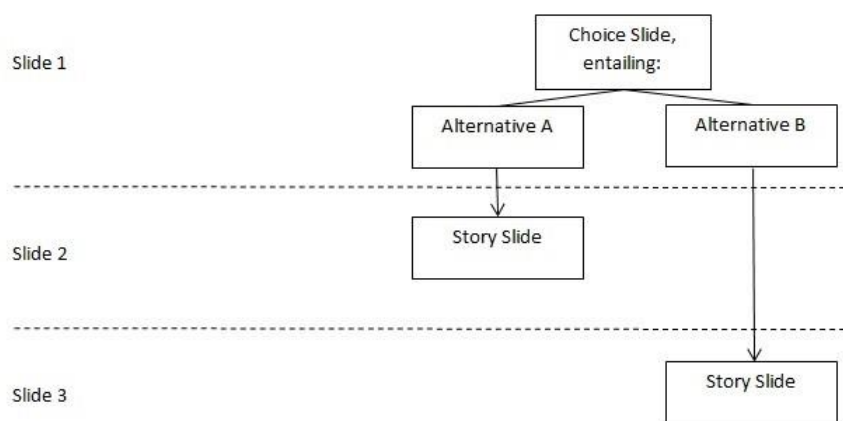 Slide 1
Choice Slide,
entailing:
Alternative A
Alternative B
Slide 2
Story Slide
Slide 3
Story Slide